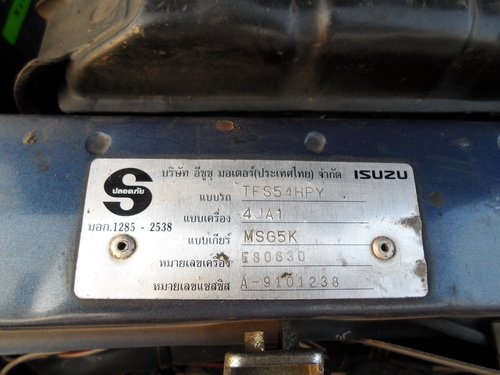 บริษัท อีซูซุ มอเตอร์(ประเทศไทย) จำกัด ISUZU
ปลอดภัย
มอก.1285 - 2538
แบบรถ TFS54HPY
แบบเครื่อง 4JA1
แบบเกียร์ MSG5K
หมายเลขเครื่อง E80630
หมายเลขแชสซิส A-9101238